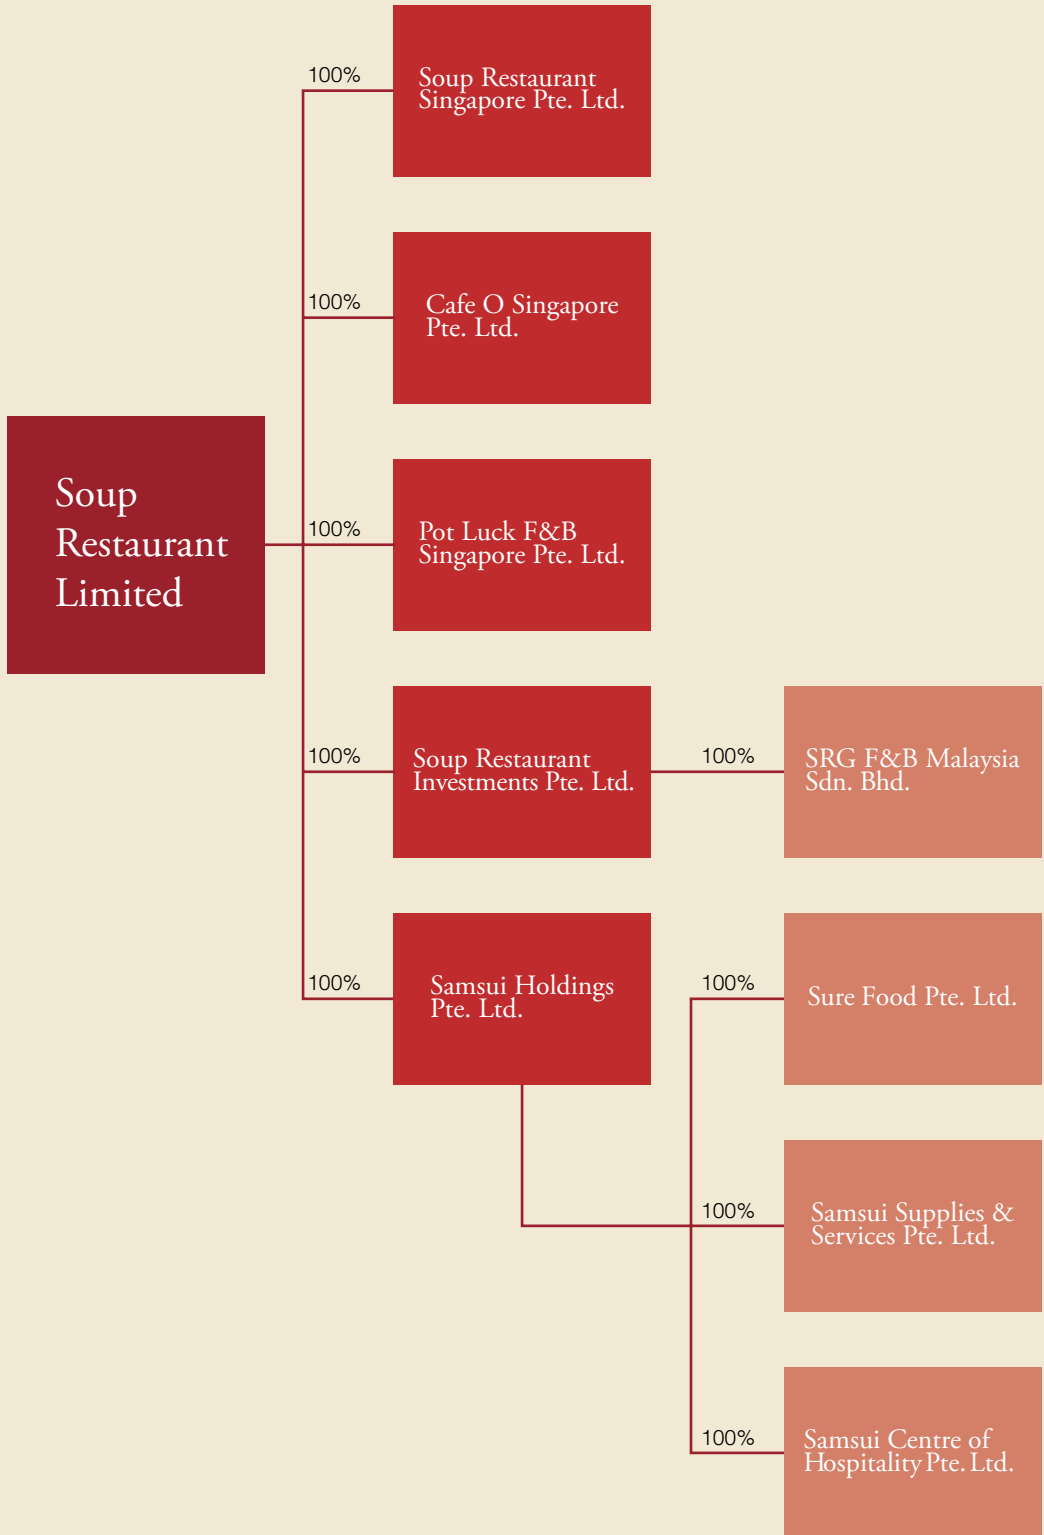 100%
Soup Restaurant
Singapore Pte. Ltd.
100%
Cafe O Singapore
Pte. Ltd.
Soup
Restaurant
Limited
100%
Pot Luck F&B
Singapore Pte. Ltd.
100%
Soup Restaurant
Investments Pte. Ltd.
100%
SRG F&B Malaysia
Sdn. Bhd.
100%
Samsui Holdings
Pte. Ltd.
100%
Sure Food Pte. Ltd.
100%
Samsui Supplies &
Services Pte. Ltd.
100%
Samsui Centre of
Hospitality Pte. Ltd.